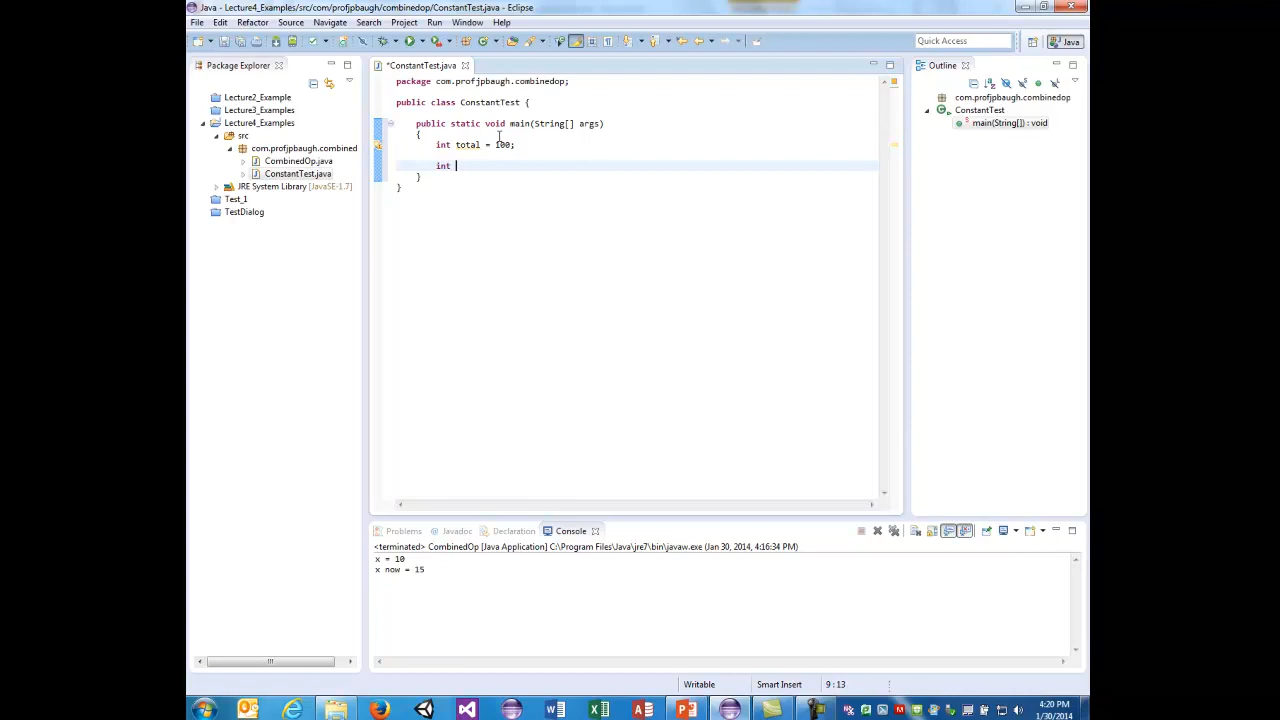 Java - Lecture4_Examples/src/com/profjpbaugh/combinedop/ConstantTest.java - Eclipse
File Edit Refactor Source Navigate Search Project Run Window Help
Quick Access
Java
Package Explorer
Lecture2_Example
Lecture3_Examples
Lecture4_Examples
src
com.profjpbaugh.combined
CombinedOp.java
ConstantTest.java
JRE System Library [JavaSE-1.7]
Test_1
TestDialog
*ConstantTest.java
package com.profjpbaugh.combinedop;
public class ConstantTest {
public static void main(String[] args)
{
int total = 100;
int
}
}
Outline
com.profjpbaugh.combinedop
ConstantTest
main(String[]) : void
Problems @ Javadoc Declaration Console
<terminated> CombinedOp [Java Application] C:\Program Files\Java\jre7\bin\javaw.exe (Jan 30, 2014, 4:16:34 PM)
x = 10
x now = 15
Writable Smart Insert 9 : 13
4:20 PM
1/30/2014